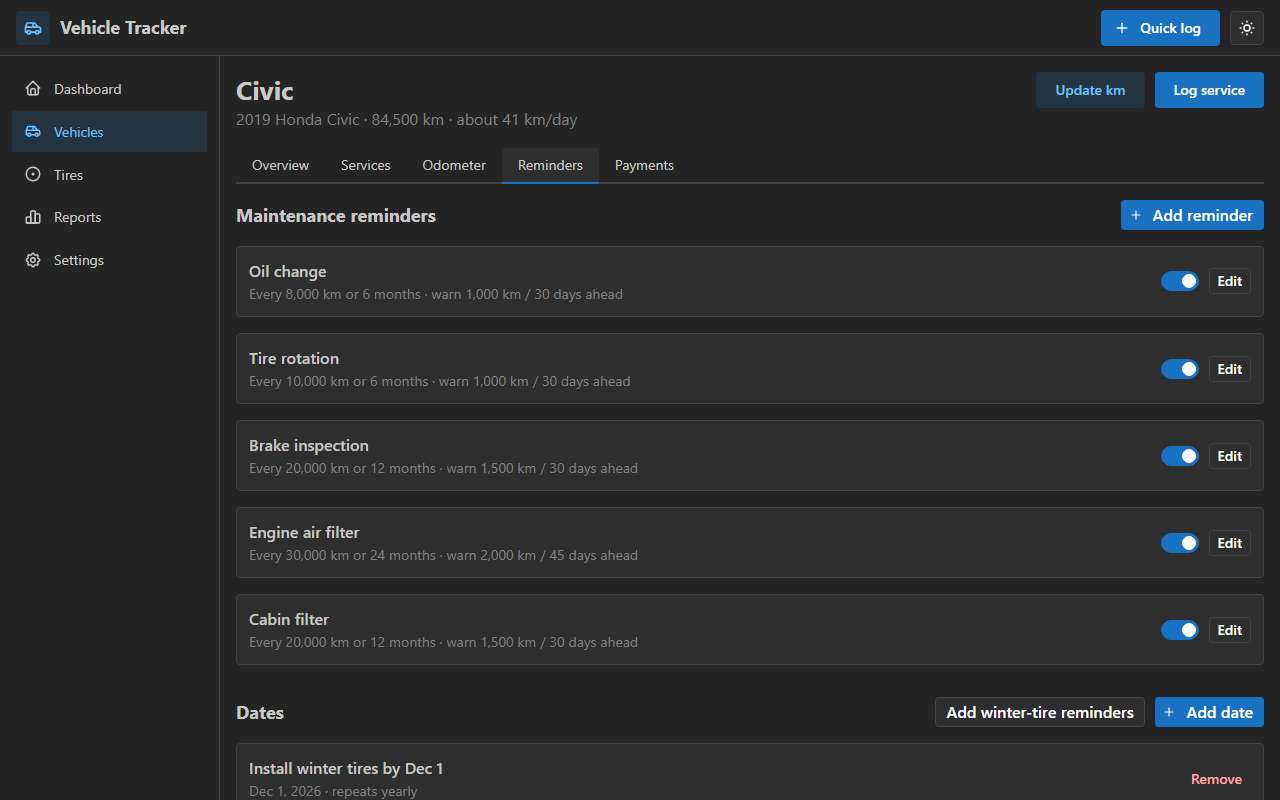 Vehicle Tracker
Quick log
Dashboard
Vehicles
Tires
Reports
Settings
Civic
2019 Honda Civic · 84,500 km · about 41 km/day
Update km
Log service
Overview
Services
Odometer
Reminders
Payments
Maintenance reminders
+ Add reminder
Oil change
Every 8,000 km or 6 months · warn 1,000 km / 30 days ahead
Edit
Tire rotation
Every 10,000 km or 6 months · warn 1,000 km / 30 days ahead
Edit
Brake inspection
Every 20,000 km or 12 months · warn 1,500 km / 30 days ahead
Edit
Engine air filter
Every 30,000 km or 24 months · warn 2,000 km / 45 days ahead
Edit
Cabin filter
Every 20,000 km or 12 months · warn 1,500 km / 30 days ahead
Edit
Dates
Add winter-tire reminders
+ Add date
Install winter tires by Dec 1
Dec 1, 2026 · repeats yearly
Remove